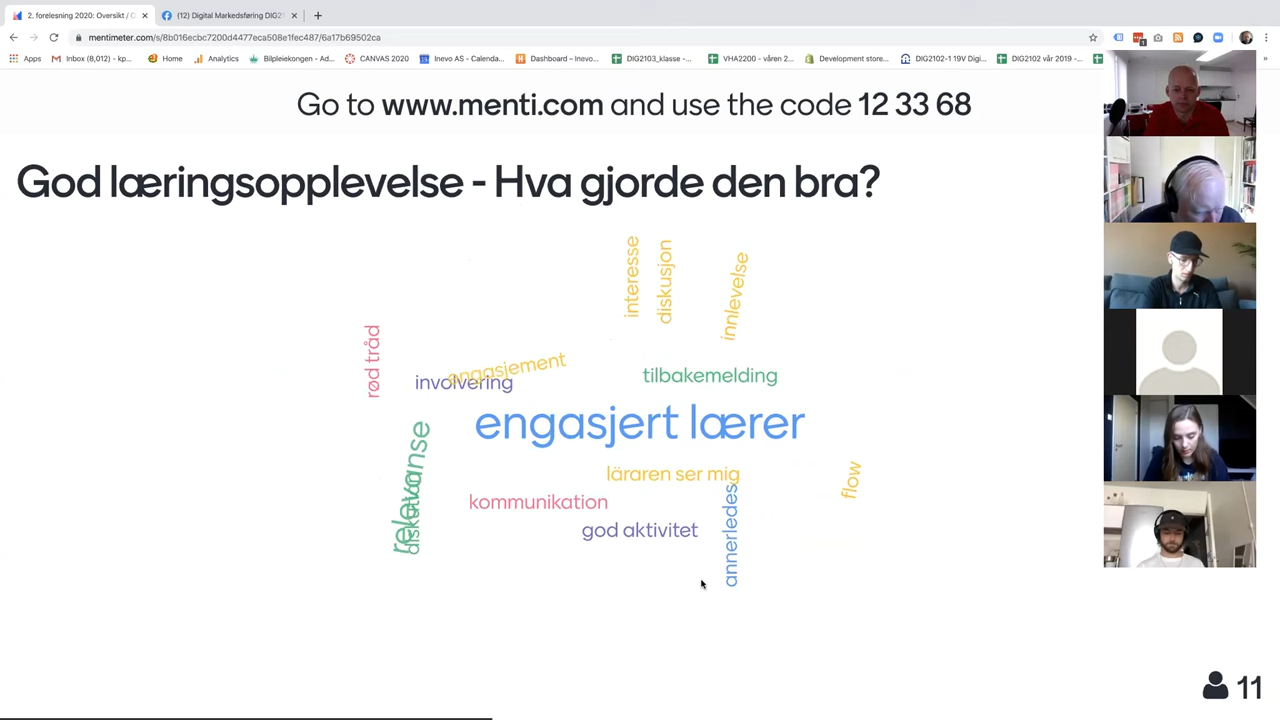 2. forelesning 2020: Oversikt / O
(12) Digital Markedsføring DIG21
mentimeter.com/s/8b016ecbc7200d4477eca508e1fec487/6a17b69502ca
Apps
Inbox (8,012) - kp...
Home
Analytics
Bilpleiekongen - Ad...
CANVAS 2020
Inevo AS - Calenda...
Dashboard – Inevo...
DIG2103_klasse -...
VHA2200 - våren 2...
Development store...
DIG2102-1 19V Digi...
DIG2102 vår 2019 -...
»
Go to www.menti.com and use the code 12 33 68
God læringsopplevelse - Hva gjorde den bra?
interesse
diskusjon
innlevelse
rød tråd
engasjement
involvering
tilbakemelding
engasjert lærer
relevanse
läraren ser mig
flow
kommunikation
annerledes
god aktivitet
11